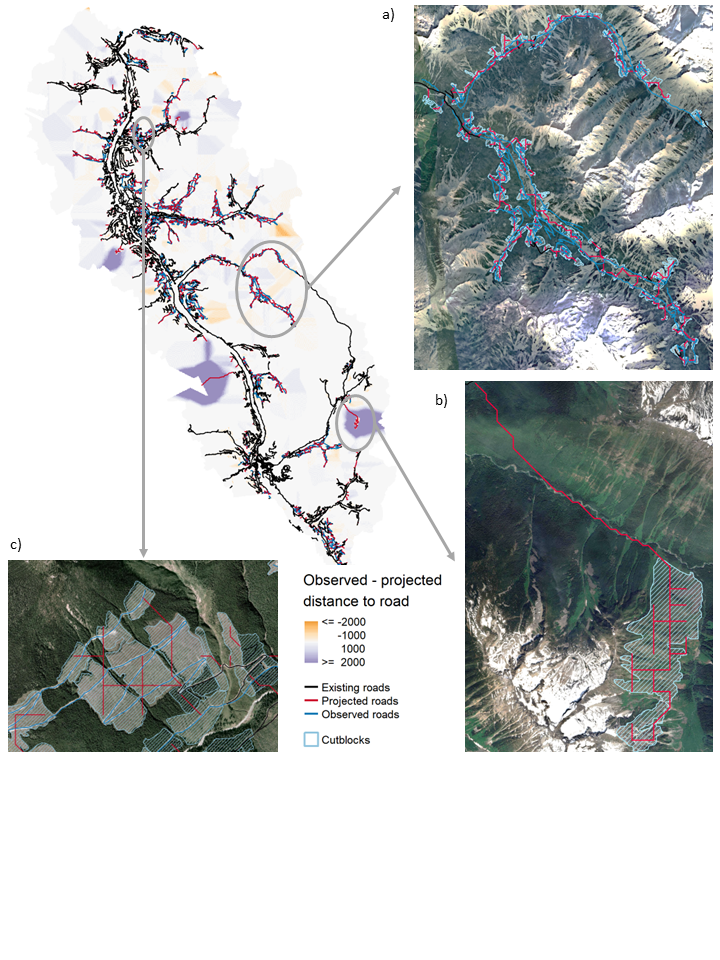 a)
b)
c)
Observed - projected
distance to road
<= -2000
-1000
1000
>= 2000
Existing roads
Projected roads
Observed roads
Cutblocks